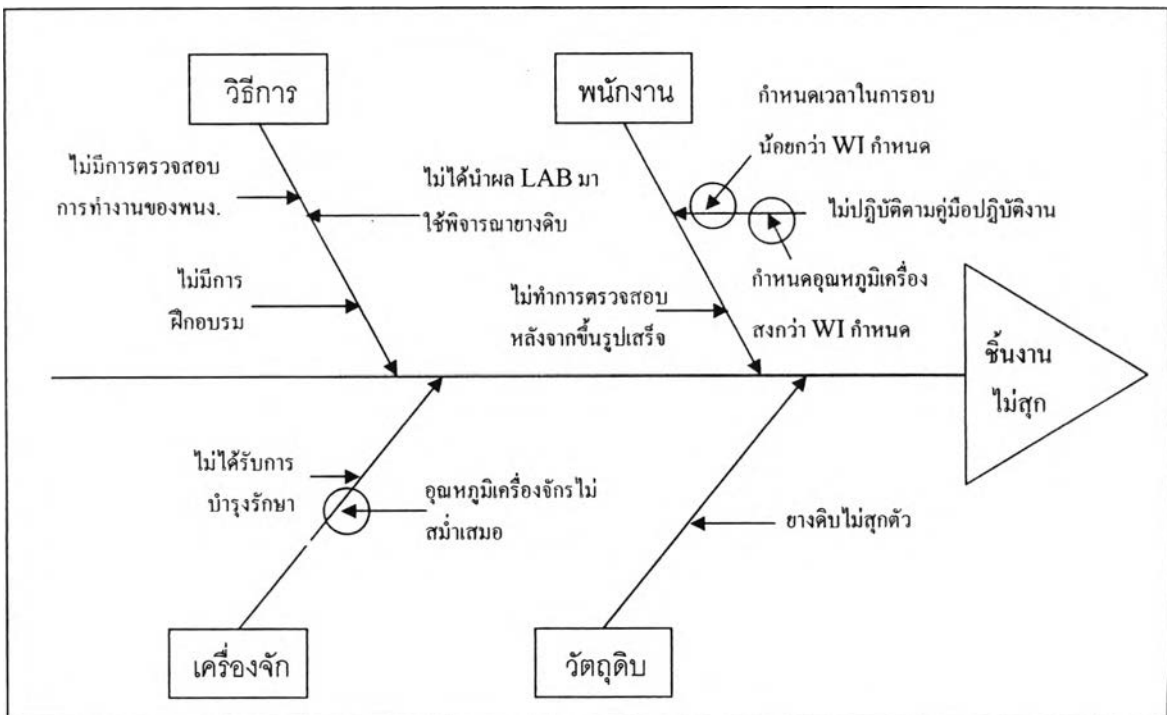 วิธีการ
ไม่มีการตรวจสอบ
การทำงานของพนง.
ไม่ได้นำผล LAB มา
ใช้พิจารณายางดิบ
ไม่มีการ
ฝึกอบรม
พนักงาน
กำหนดเวลาในการอบ
น้อยกว่า WI กำหนด
ไม่ปฏิบัติตามคู่มือปฏิบัติงาน
กำหนดอุณหภูมิเครื่อง
สงกว่า WI กำหนด
ไม่ทำการตรวจสอบ
หลังจากขึ้นรูปเสร็จ
ชิ้นงาน
ไม่สุก
ไม่ได้รับการ
บำรุงรักษา
อุณหภูมิเครื่องจักรไม่
สม่ำเสมอ
เครื่องจัก
ยางดิบไม่สุกตัว
วัตถุดิบ